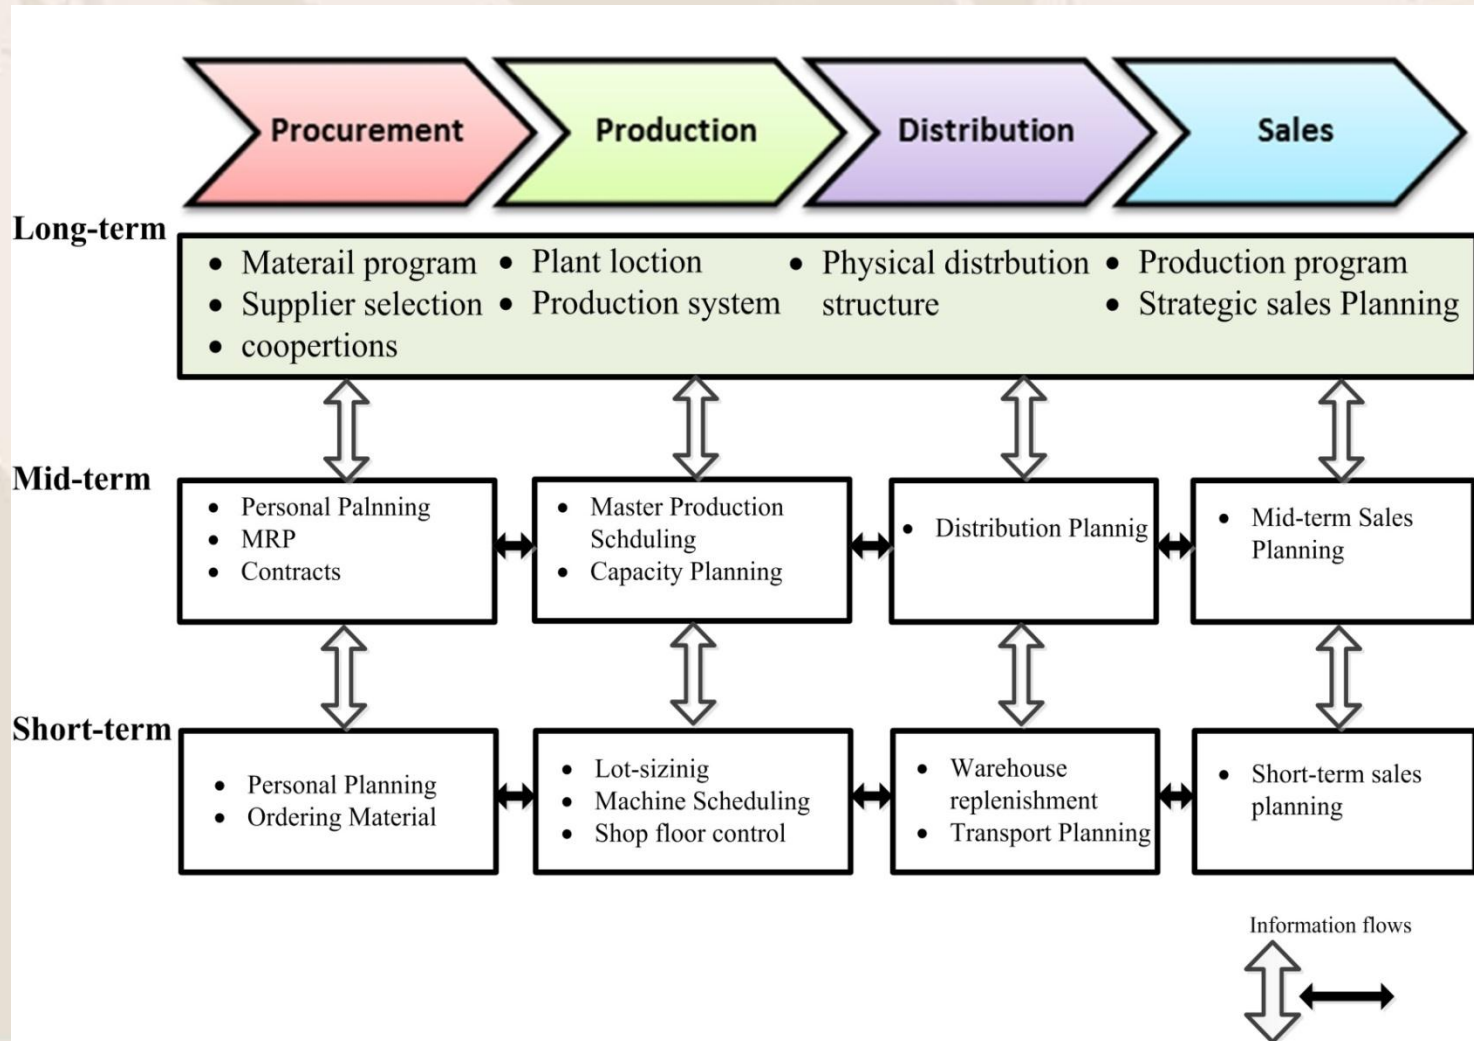 Procurement
Production
Distribution
Sales
Long-term
Materail program
Supplier selection
coopertions
Plant loction
Production system
Physical distrbution
structure
Production program
Strategic sales Planning
Mid-term
Personal Palnning
MRP
Contracts
Master Production
Schduling
Capacity Planning
Distribution Plannig
Mid-term Sales
Planning
Short-term
Personal Planning
Ordering Material
Lot-sizinig
Machine Scheduling
Shop floor control
Warehouse
replenishment
Transport Planning
Short-term sales
planning
Information flows